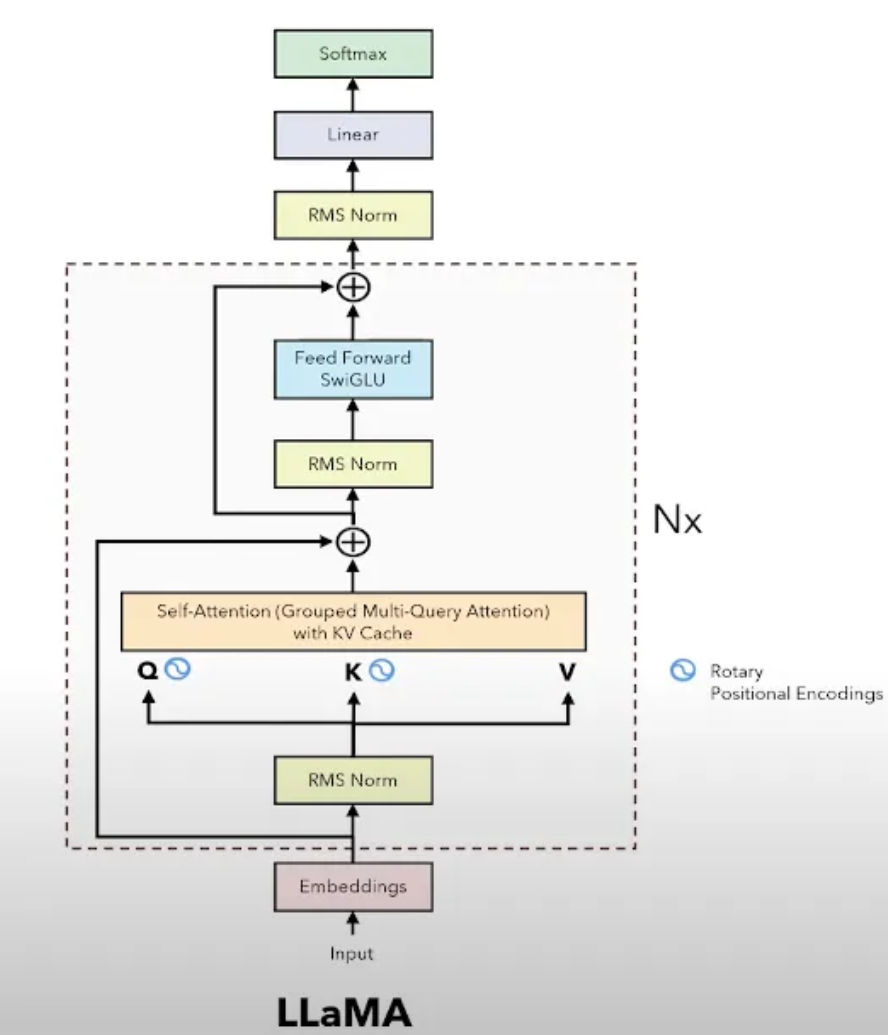 Softmax
Linear
RMS Norm
Feed Forward
SwiGLU
RMS Norm
Nx
Self-Attention (Grouped Multi-Query Attention)
with KV Cache
Q K V
Rotary
Positional Encodings
RMS Norm
Embeddings
Input
LLaMA